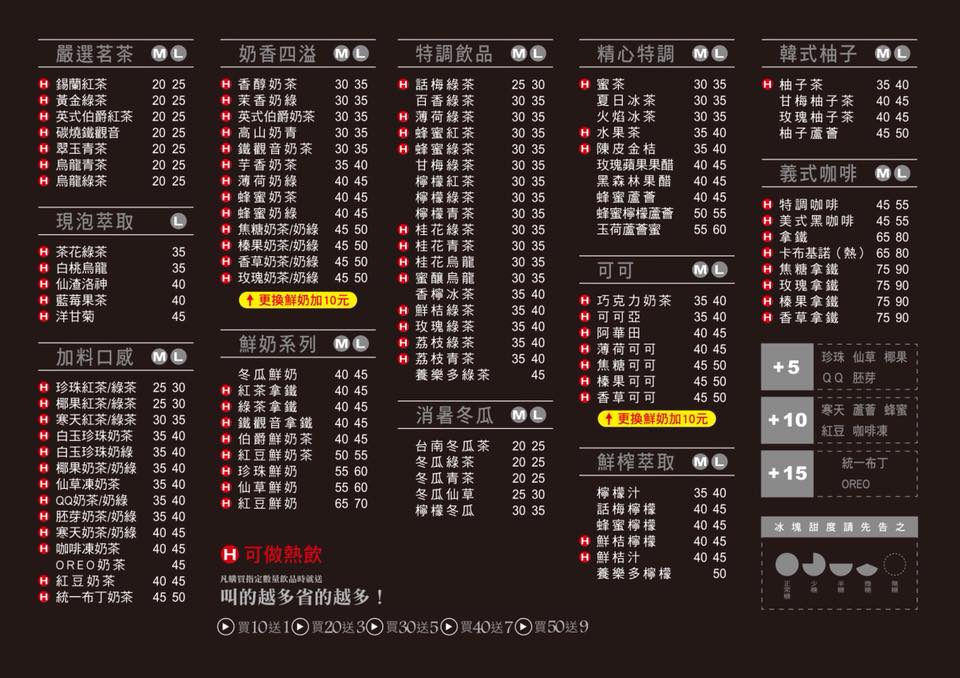 嚴選茗茶 M L
H 錫蘭紅茶 20 25
H 黃金綠茶 20 25
H 英式伯爵紅茶 20 25
H 碳燒鐵觀音 20 25
H 翠玉青茶 20 25
H 烏龍青茶 20 25
H 烏龍綠茶 20 25
現泡萃取 L
H 茶花綠茶 35
H 白桃烏龍 35
H 仙渣洛神 40
H 藍莓果茶 40
H 洋甘菊 45
加料口感 M L
H 珍珠紅茶/綠茶 25 30
H 椰果紅茶/綠茶 25 30
H 寒天紅茶/綠茶 30 35
H 白玉珍珠奶茶 35 40
H 白玉珍珠奶綠 35 40
H 椰果奶茶/奶綠 35 40
H 仙草凍奶茶 35 40
H QQ奶茶/奶綠 35 40
H 胚芽奶茶/奶綠 35 40
H 寒天奶茶/奶綠 40 45
H 咖啡凍奶茶 40 45
OREO奶茶 45
H 紅豆奶茶 40 45
H 統一布丁奶茶 45 50
奶香四溢 M L
H 香醇奶茶 30 35
H 茉香奶綠 30 35
H 英式伯爵奶茶 30 35
H 高山奶青 30 35
H 鐵觀音奶茶 30 35
H 芋香奶茶 35 40
H 薄荷奶綠 40 45
H 蜂蜜奶茶 40 45
H 蜂蜜奶綠 40 45
H 焦糖奶茶/奶綠 45 50
H 榛果奶茶/奶綠 45 50
H 香草奶茶/奶綠 45 50
H 玫瑰奶茶/奶綠 45 50
↑更換鮮奶加10元
鮮奶系列 M L
冬瓜鮮奶 40 45
H 紅茶拿鐵 40 45
H 綠茶拿鐵 40 45
H 鐵觀音拿鐵 40 45
H 伯爵鮮奶茶 40 45
H 紅豆鮮奶茶 50 55
H 珍珠鮮奶 55 60
H 仙草鮮奶 55 60
H 紅豆鮮奶 65 70
H 可做熱飲
凡購買指定數量飲品時就送
叫的越多省的越多！
買10送1 買20送3 買30送5 買40送7 買50送9
特調飲品 M L
H 話梅綠茶 25 30
百香綠茶 30 35
H 薄荷綠茶 30 35
H 蜂蜜紅茶 30 35
H 蜂蜜綠茶 30 35
甘梅綠茶 30 35
檸檬紅茶 30 35
檸檬綠茶 30 35
檸檬青茶 30 35
H 桂花綠茶 30 35
H 桂花青茶 30 35
H 桂花烏龍 30 35
H 蜜釀烏龍 30 35
香檸冰茶 35 40
H 鮮桔綠茶 35 40
H 玫瑰綠茶 35 40
H 荔枝綠茶 35 40
H 荔枝青茶 35 40
養樂多綠茶 45
消暑冬瓜 M L
台南冬瓜茶 20 25
冬瓜綠茶 20 25
冬瓜青茶 20 25
冬瓜仙草 25 30
檸檬冬瓜 30 35
精心特調 M L
H 蜜茶 30 35
夏日冰茶 30 35
火焰冰茶 30 35
H 水果茶 35 40
H 陳皮金桔 35 40
玫瑰蘋果果醋 40 45
黑森林果醋 40 45
蜂蜜蘆薈 40 45
蜂蜜檸檬蘆薈 50 55
玉荷蘆薈蜜 55 60
可可 M L
H 巧克力奶茶 35 40
H 可可亞 35 40
H 阿華田 40 45
H 薄荷可可 40 45
H 焦糖可可 45 50
H 榛果可可 45 50
H 香草可可 45 50
↑更換鮮奶加10元
鮮榨萃取 M L
檸檬汁 35 40
話梅檸檬 40 45
蜂蜜檸檬 40 45
H 鮮桔檸檬 40 45
H 鮮桔汁 40 45
養樂多檸檬 50
韓式柚子 M L
H 柚子茶 35 40
甘梅柚子茶 40 45
玫瑰柚子茶 40 45
柚子蘆薈 45 50
義式咖啡 M L
H 特調咖啡 45 55
H 美式黑咖啡 45 55
H 拿鐵 65 80
H 卡布基諾（熱） 65 80
H 焦糖拿鐵 75 90
H 玫瑰拿鐵 75 90
H 榛果拿鐵 75 90
H 香草拿鐵 75 90
+5 珍珠 仙草 椰果
QQ 胚芽
+10 寒天 蘆薈 蜂蜜
紅豆 咖啡凍
+15 統一布丁
OREO
冰塊甜度請先告之
正常糖 少糖 半糖 微糖 無糖